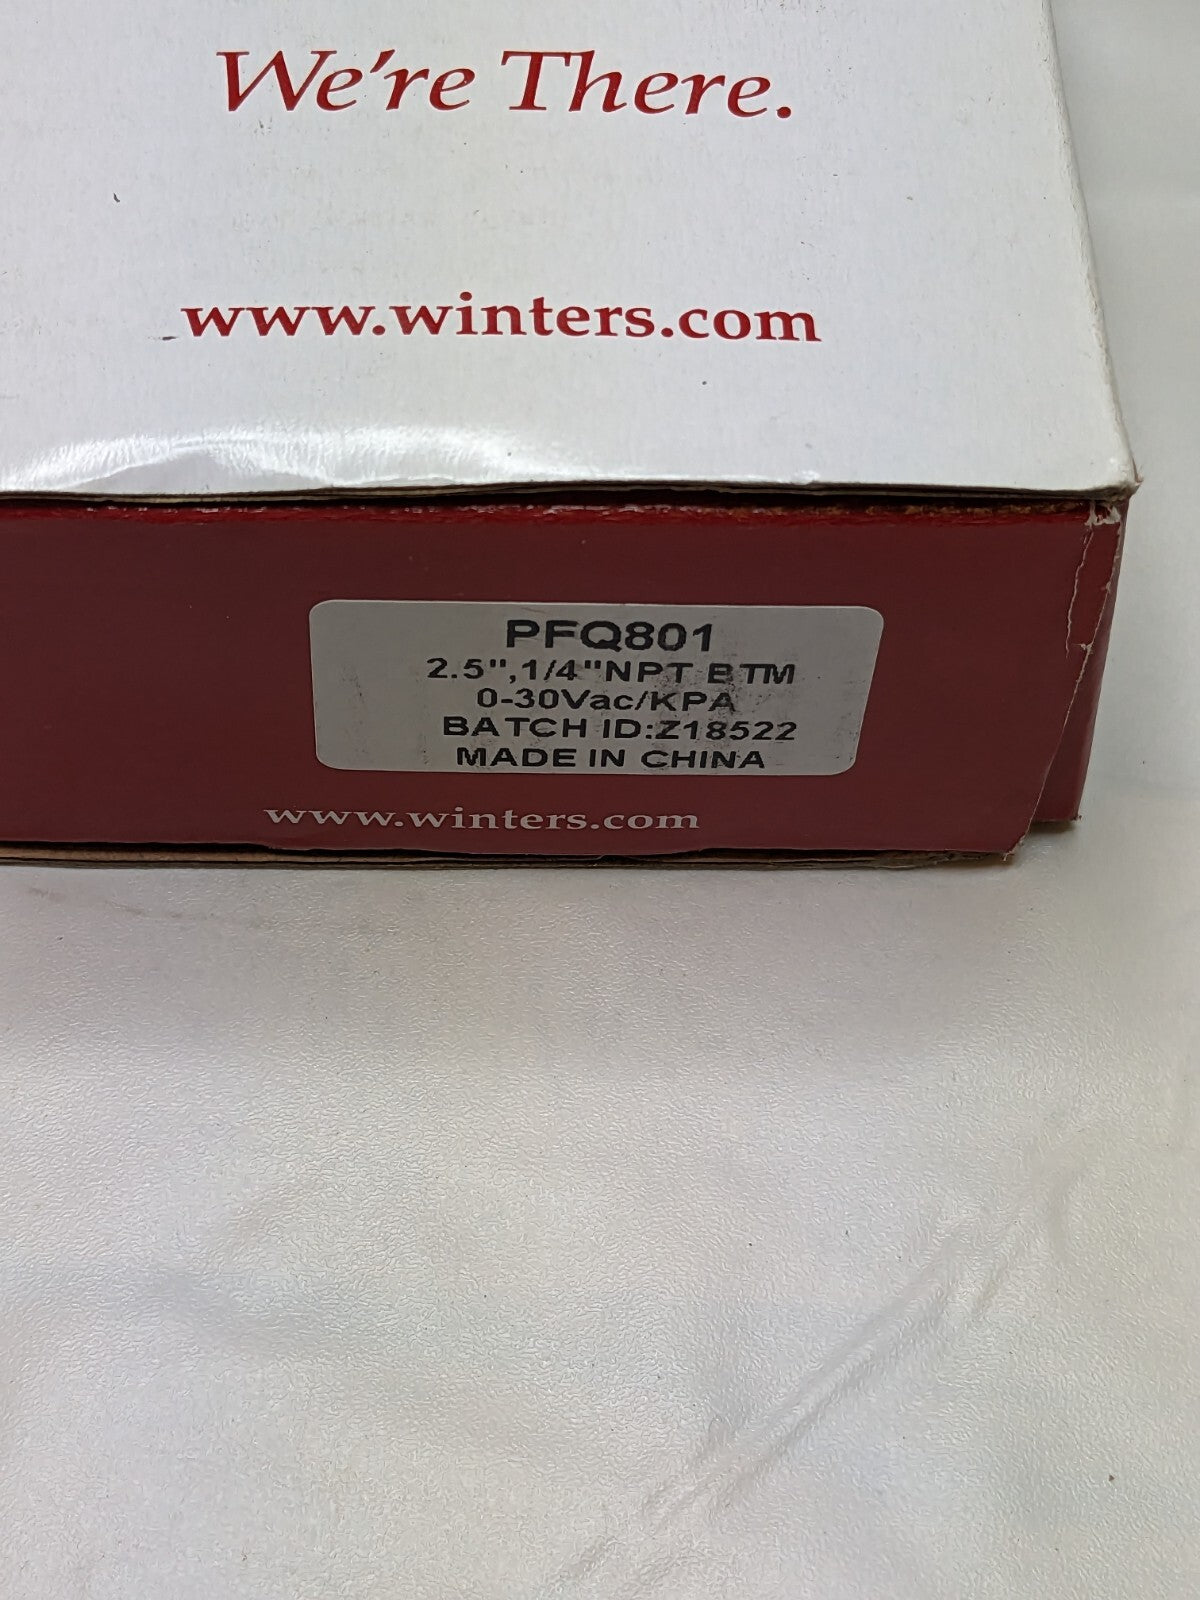 We're There.
www.winters.com
PFQ801
2.5",1/4"NPT BTM
0-30Vac/KPA
BATCH ID:Z18522
MADE IN CHINA
www.winters.com